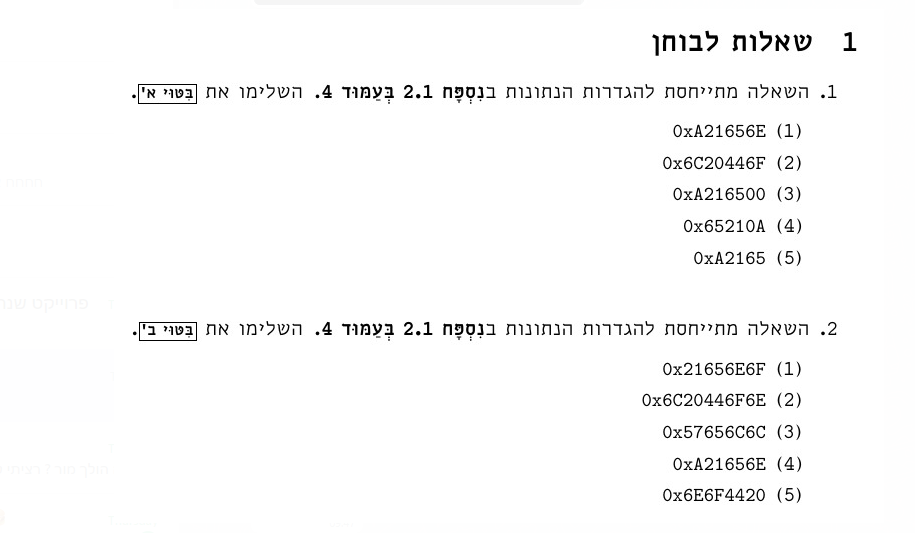 1 שאלות לבוחן
1. השאלה מתייחסת להגדרות הנתונות בנִסְפָּח 2.1 בְּעַמּוּד 4. השלימו את בִּטּוּי א'.
(1) 0xA21656E
(2) 0x6C20446F
(3) 0xA216500
(4) 0x65210A
(5) 0xA2165
2. השאלה מתייחסת להגדרות הנתונות בנִסְפָּח 2.1 בְּעַמּוּד 4. השלימו את בִּטּוּי ב'.
(1) 0x21656E6F
(2) 0x6C20446F6E
(3) 0x57656C6C
(4) 0xA21656E
(5) 0x6E6F4420